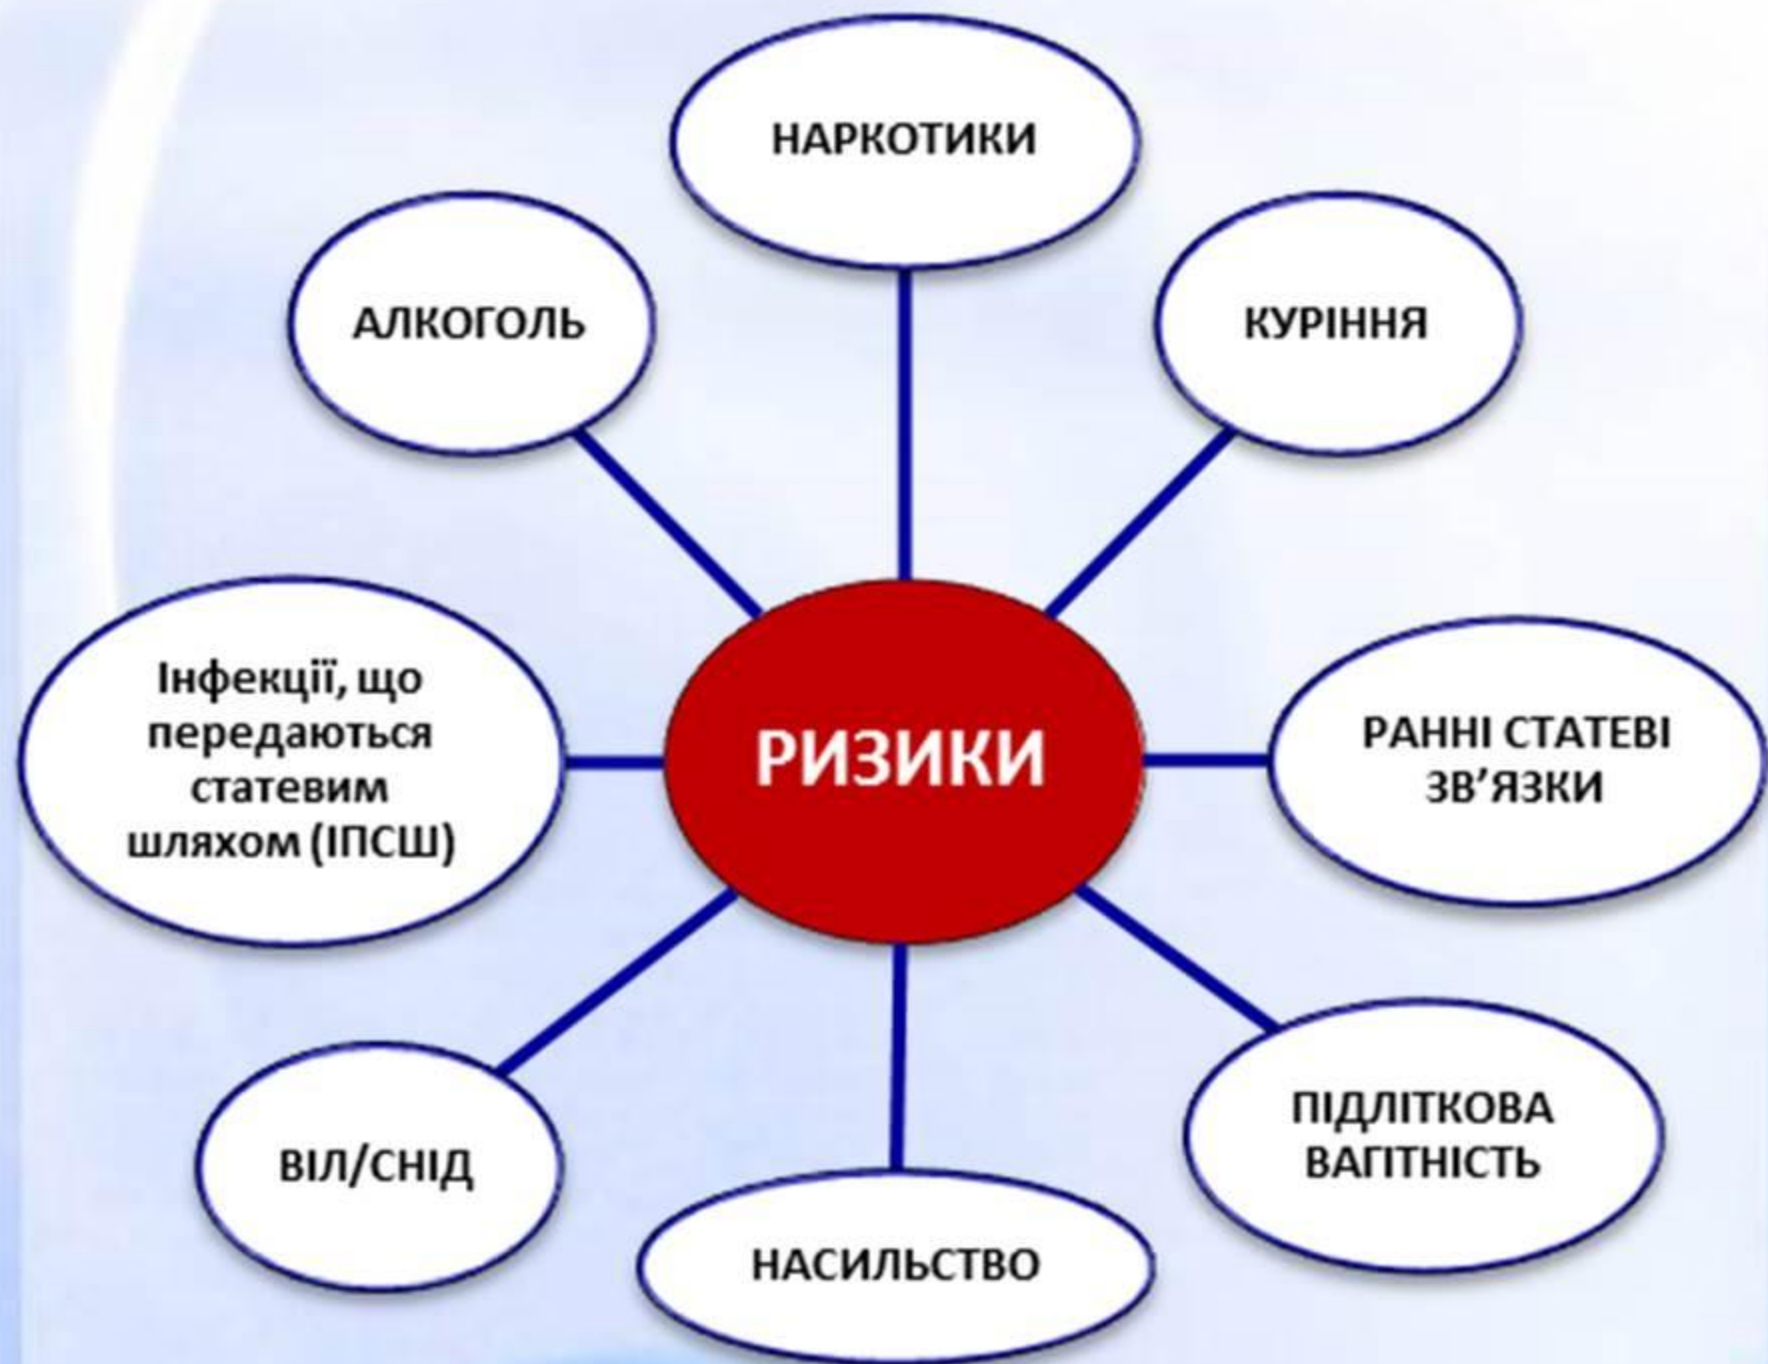 НАРКОТИКИ
АЛКОГОЛЬ
КУРІННЯ
Інфекції, що
передаються
статевим
шляхом (ІПСШ)
РИЗИКИ
РАННІ СТАТЕВІ
ЗВ’ЯЗКИ
ВІЛ/СНІД
НАСИЛЬСТВО
ПІДЛІТКОВА
ВАГІТНІСТЬ